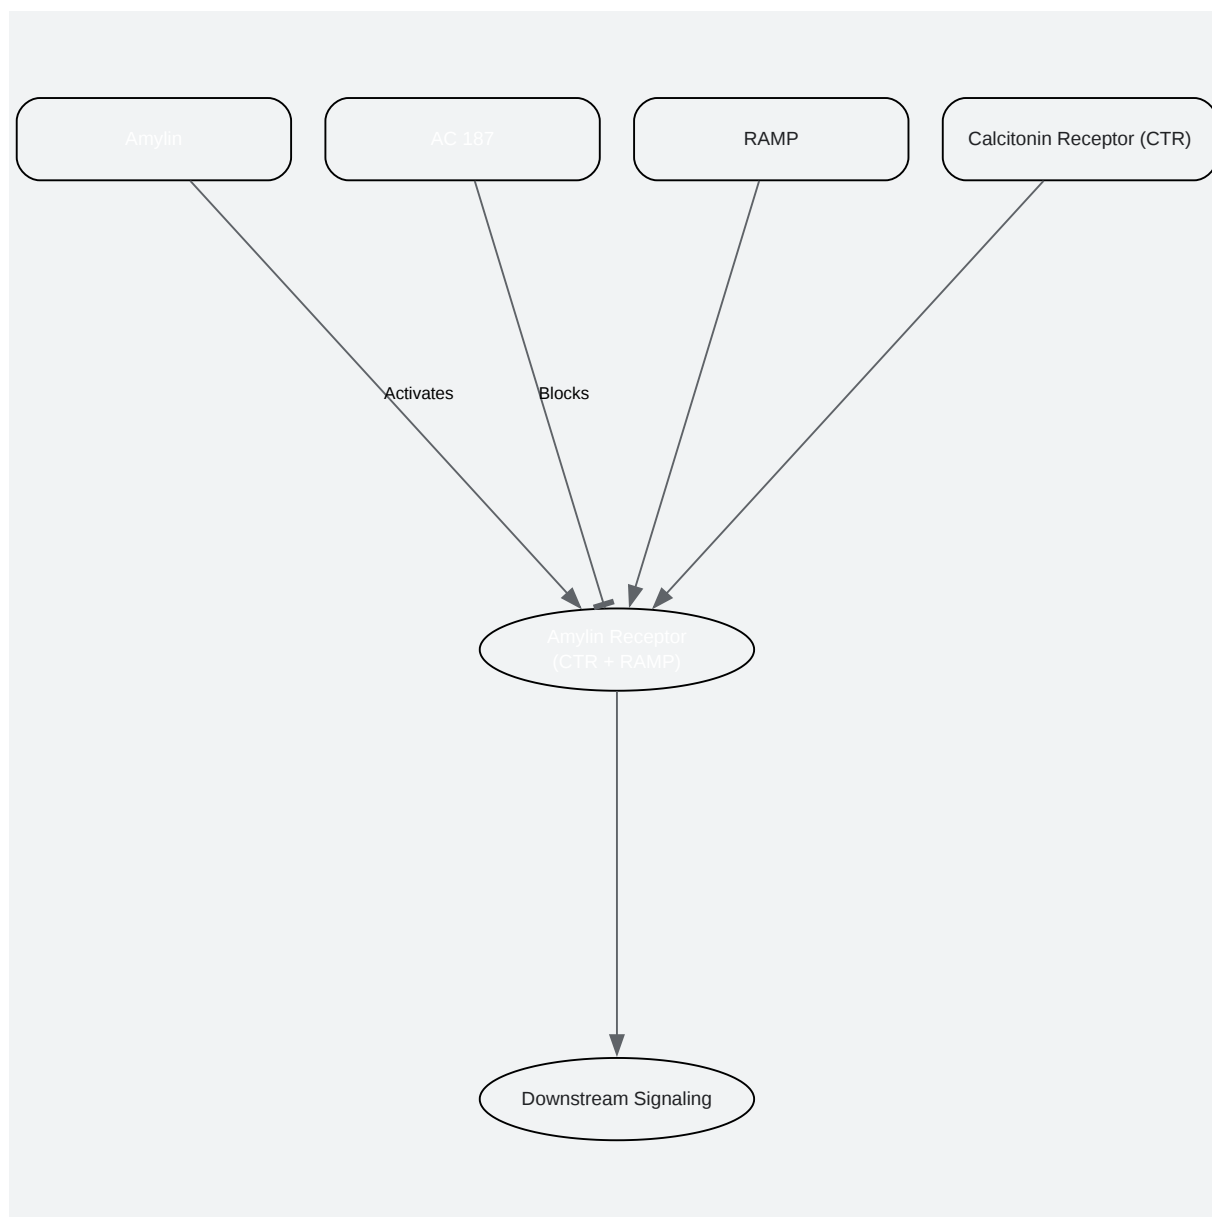 Amylin
AC 187
RAMP
Calcitonin Receptor (CTR)
Activates
Blocks
Amylin Receptor
(CTR + RAMP)
Downstream Signaling